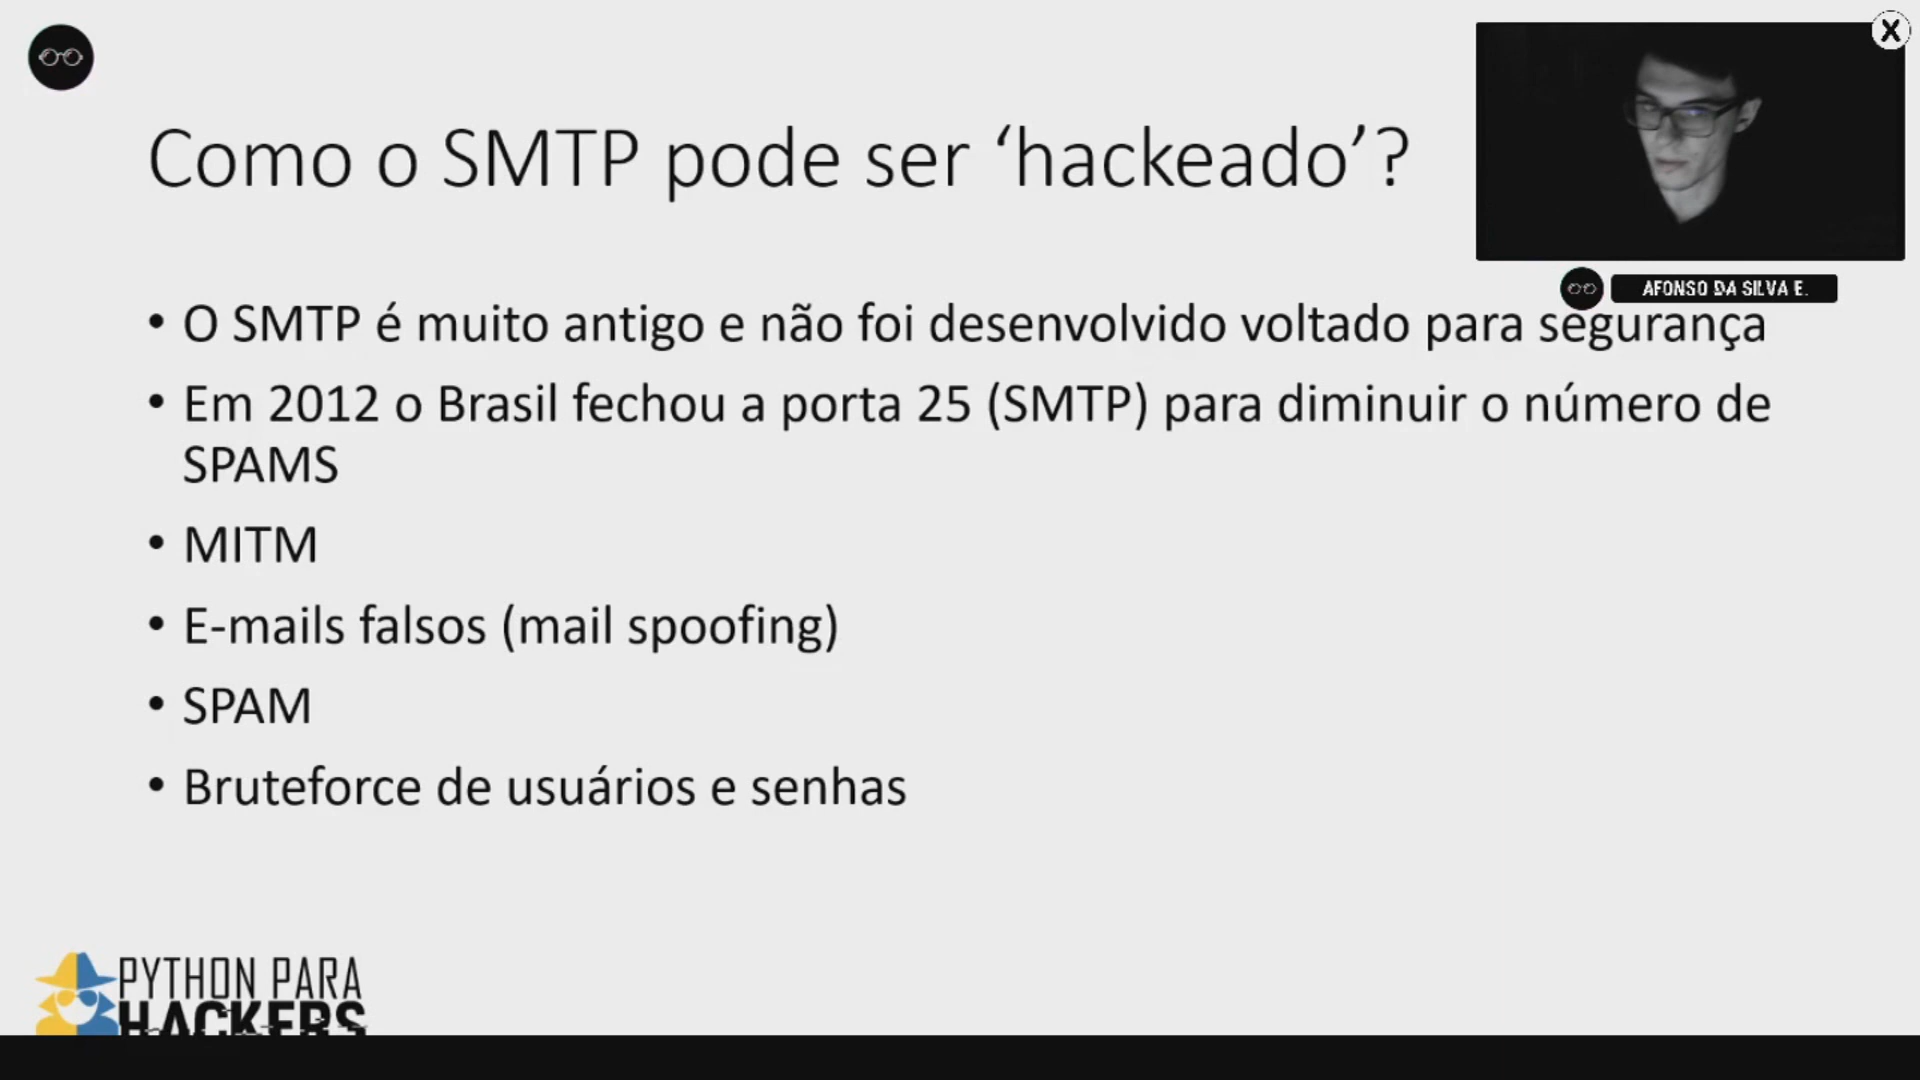 Como o SMTP pode ser ‘hackeado’?
X
AFONSO DA SILVA E.
• O SMTP é muito antigo e não foi desenvolvido voltado para segurança
• Em 2012 o Brasil fechou a porta 25 (SMTP) para diminuir o número de
SPAMS
• MITM
• E-mails falsos (mail spoofing)
• SPAM
• Bruteforce de usuários e senhas
PYTHON PARA
HACKERS